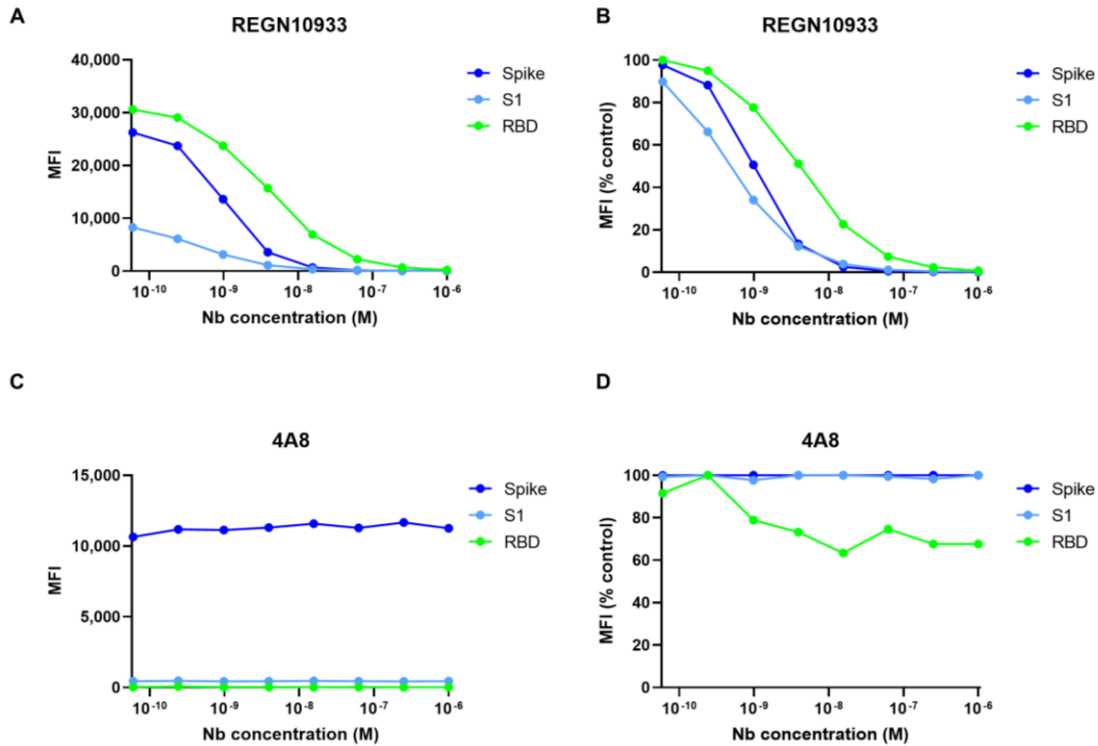 A
REGN10933
40,000
30,000
20,000
10,000
0
MFI
10-10
10-9
10-8
10-7
10-6
Nb concentration (M)
Spike
S1
RBD
B
REGN10933
100
80
60
40
20
0
MFI (% control)
10-10
10-9
10-8
10-7
10-6
Nb concentration (M)
Spike
S1
RBD
C
4A8
15,000
10,000
5,000
0
MFI
10-10
10-9
10-8
10-7
10-6
Nb concentration (M)
Spike
S1
RBD
D
4A8
100
80
60
40
20
0
MFI (% control)
10-10
10-9
10-8
10-7
10-6
Nb concentration (M)
Spike
S1
RBD